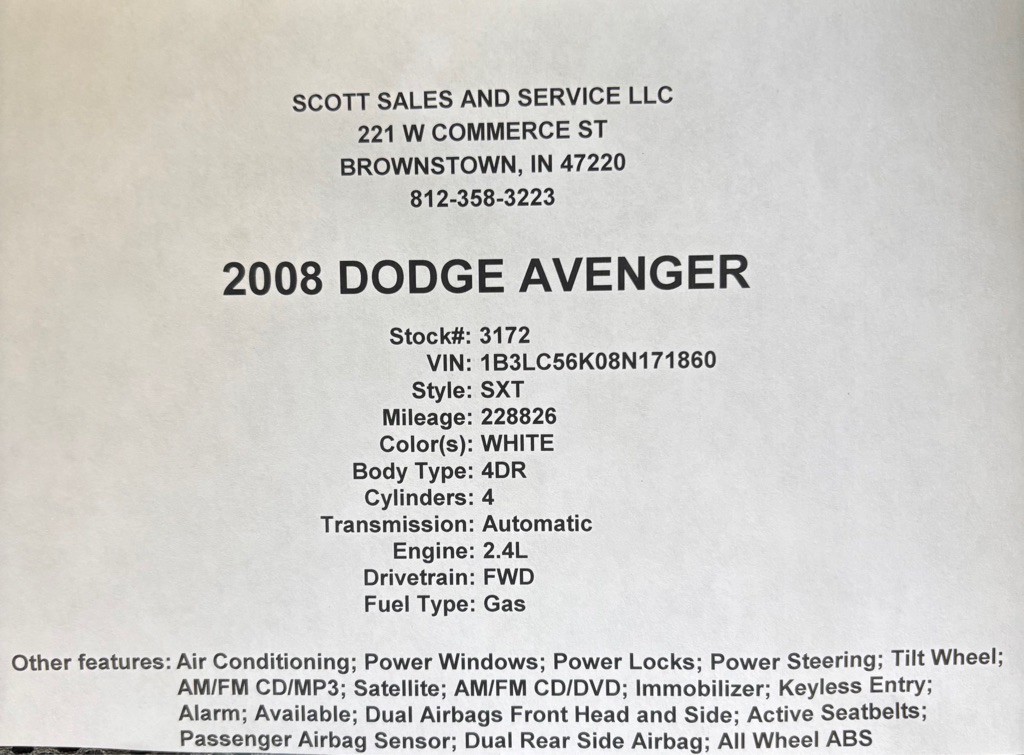 SCOTT SALES AND SERVICE LLC
221 W COMMERCE ST
BROWNSTOWN, IN 47220
812-358-3223
2008 DODGE AVENGER
Stock#: 3172
VIN: 1B3LC56K08N171860
Style: SXT
Mileage: 228826
Color(s): WHITE
Body Type: 4DR
Cylinders: 4
Transmission: Automatic
Engine: 2.4L
Drivetrain: FWD
Fuel Type: Gas
Other features: Air Conditioning; Power Windows; Power Locks; Power Steering; Tilt Wheel;
AM/FM CD/MP3; Satellite; AM/FM CD/DVD; Immobilizer; Keyless Entry;
Alarm; Available; Dual Airbags Front Head and Side; Active Seatbelts;
Passenger Airbag Sensor; Dual Rear Side Airbag; All Wheel ABS